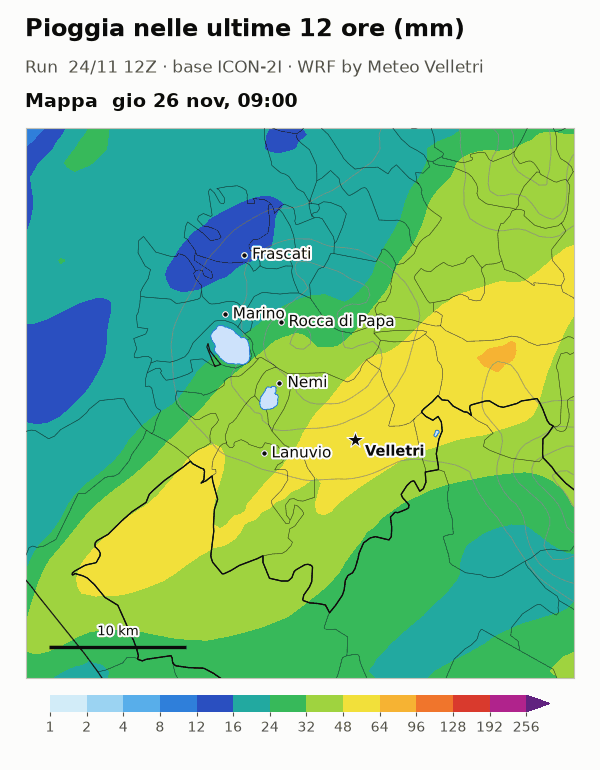 Pioggia nelle ultime 12 ore (mm)
Run  24/11 12Z · base ICON-2I · WRF by Meteo Velletri
Mappa  gio 26 nov, 09:00
Frascati
Marino
Rocca di Papa
Nemi
Velletri
Lanuvio
10 km
1 2 4 8 12 16 24 32 48 64 96 128 192 256